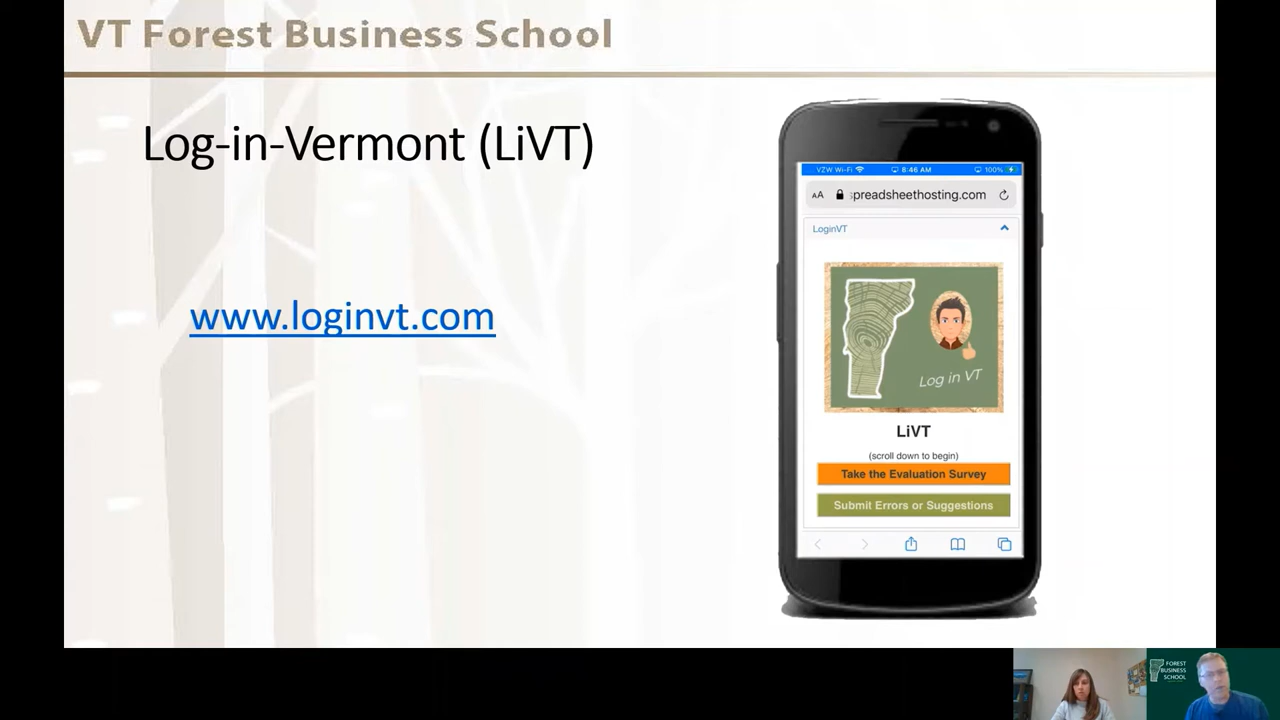 VT Forest Business School
Log-in-Vermont (LiVT)
www.loginvt.com
VZW Wi-Fi 8:46 AM 100%
AA preadsheethosting.com
LoginVT
Log in VT
LiVT
(scroll down to begin)
Take the Evaluation Survey
Submit Errors or Suggestions
FOREST
BUSINESS
SCHOOL